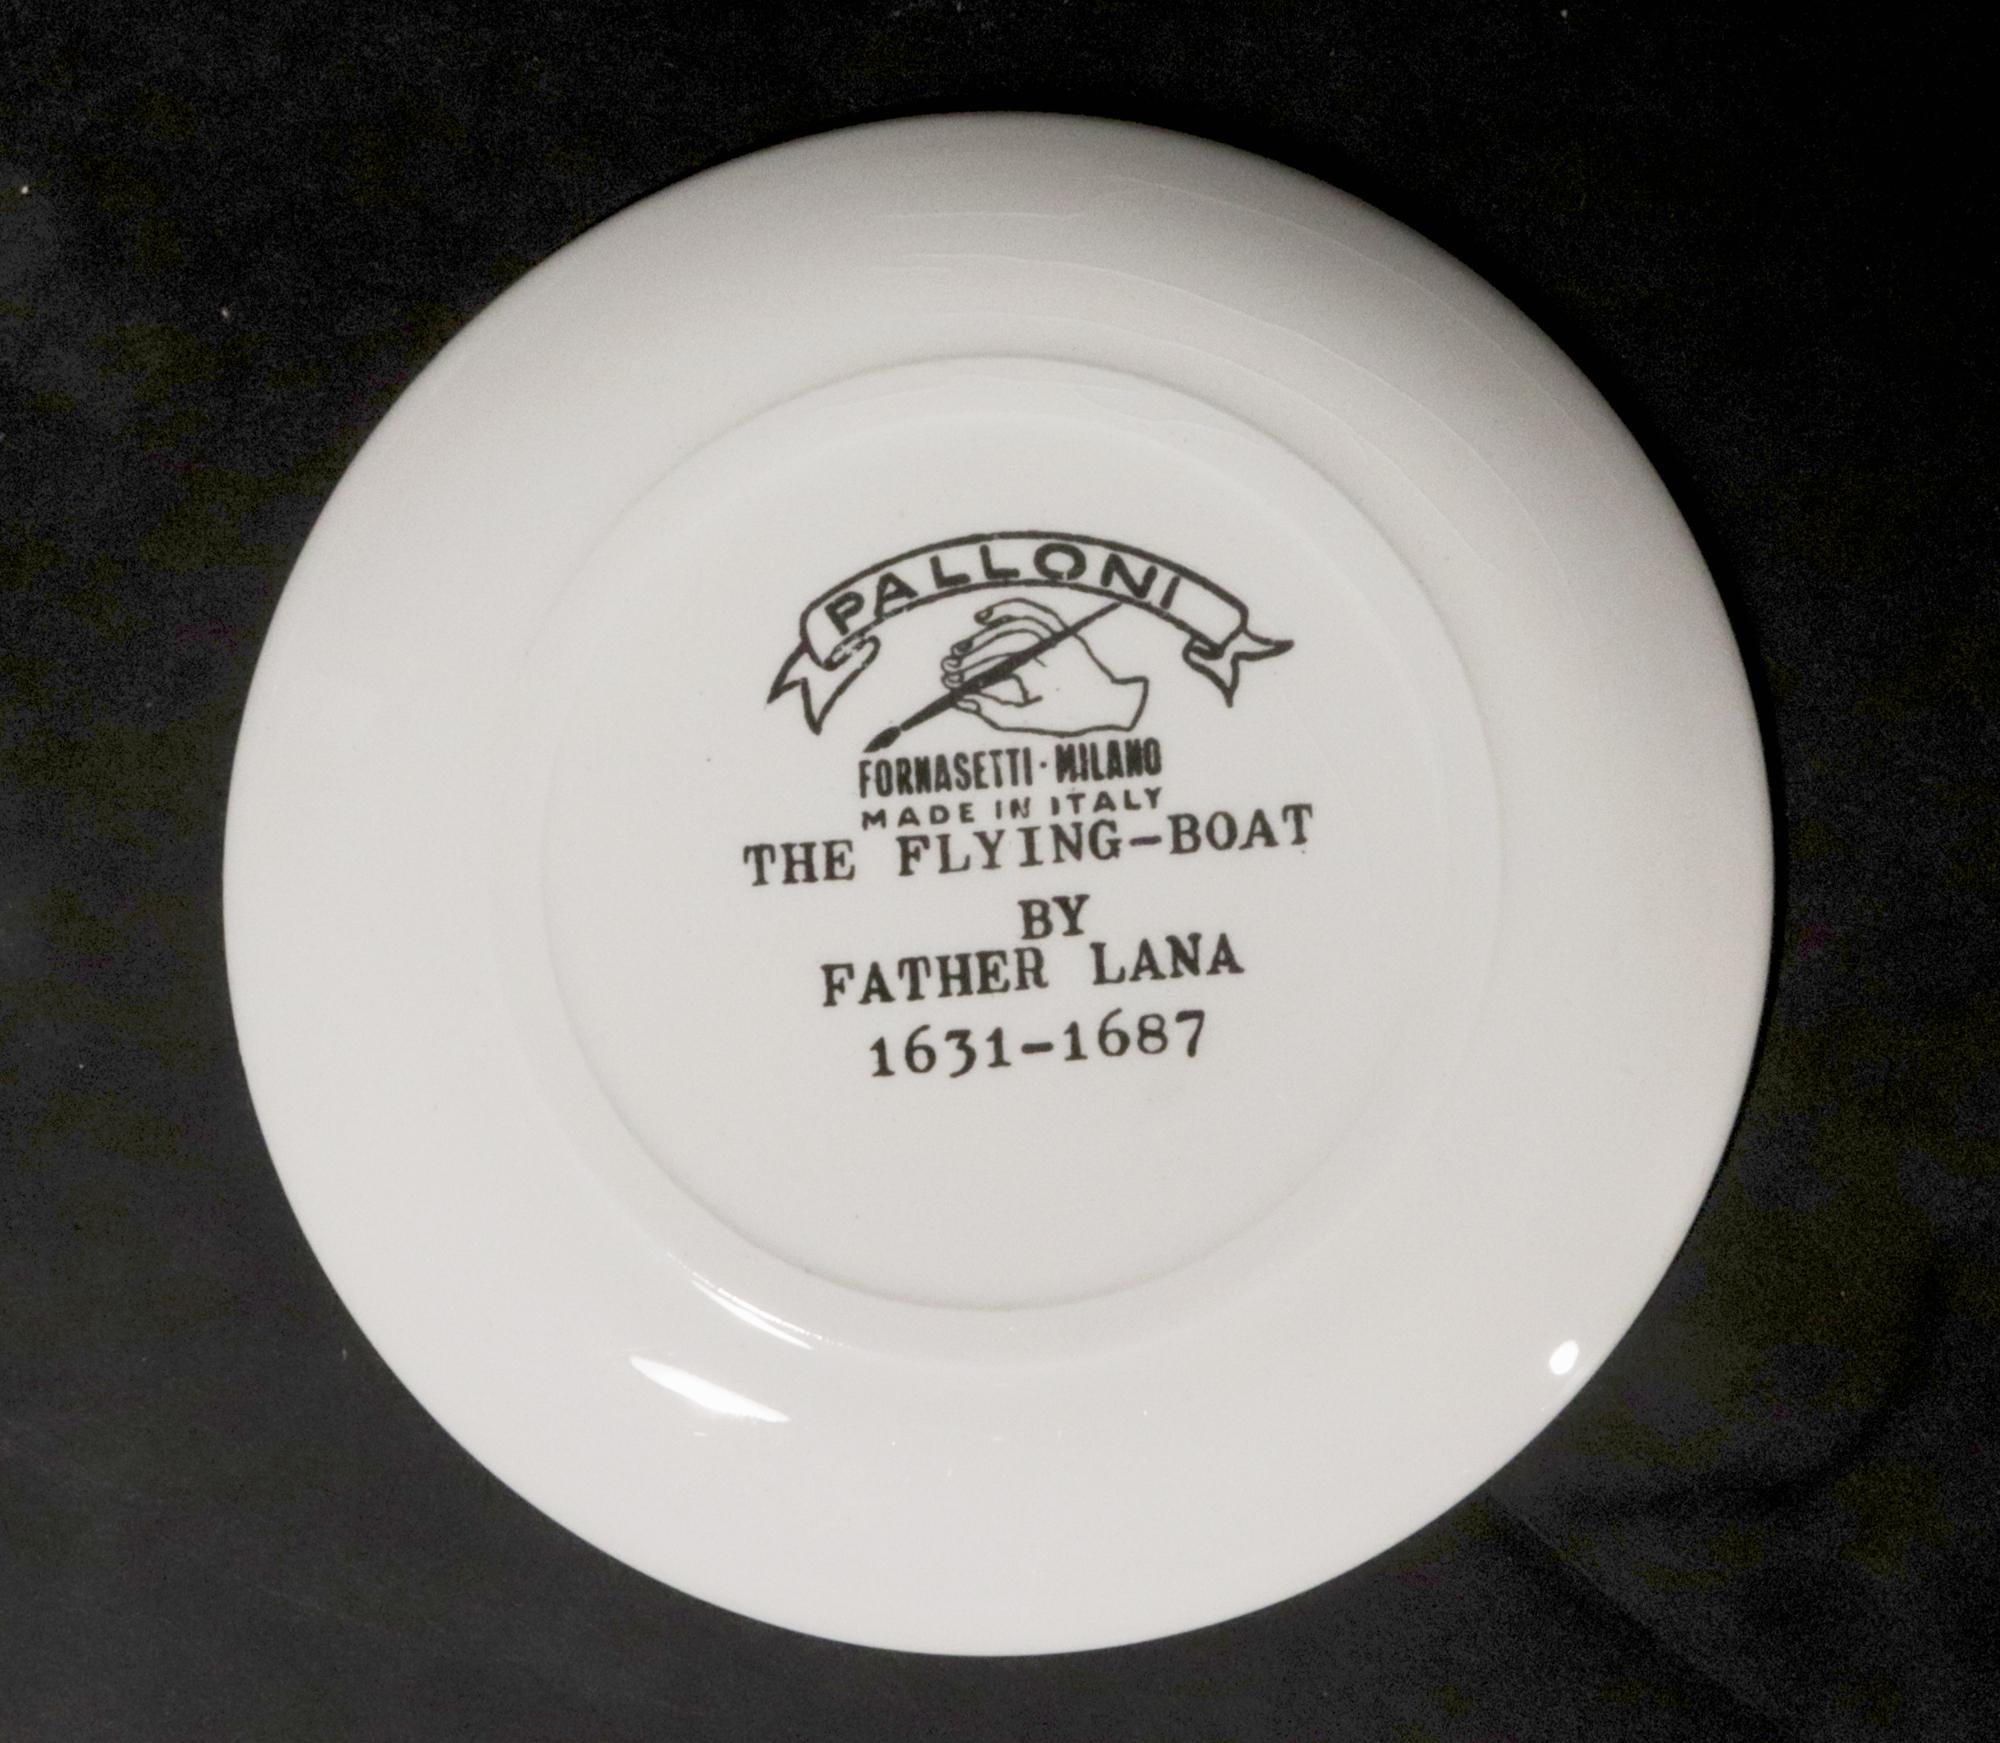 PALLONI
FORNASETTI·MILANO
MADE IN ITALY
THE FLYING-BOAT
BY
FATHER LANA
1631-1687